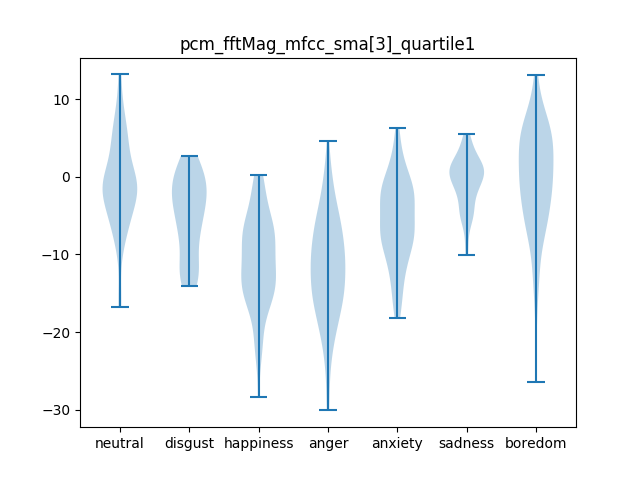 pcm_fftMag_mfcc_sma[3]_quartile1
10
0
−10
−20
−30
neutral disgust happiness anger anxiety sadness boredom